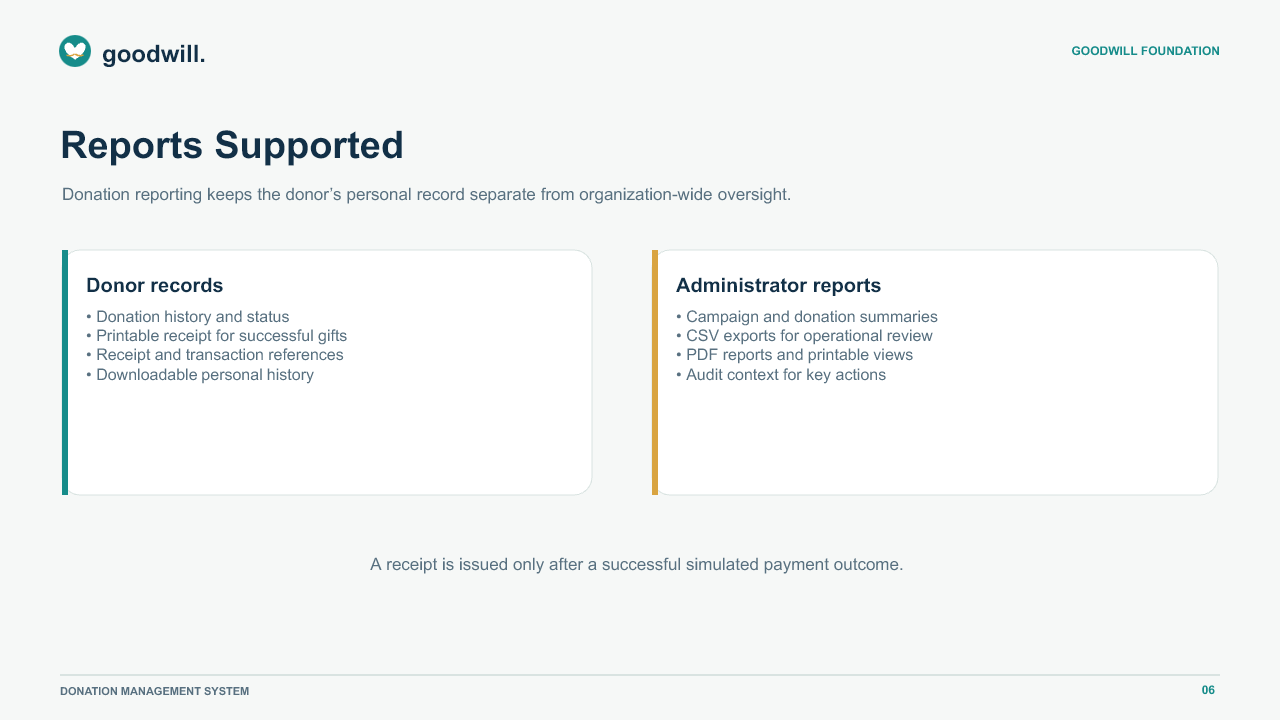 goodwill.
GOODWILL FOUNDATION
Reports Supported
Donation reporting keeps the donor’s personal record separate from organization-wide oversight.
Donor records
• Donation history and status
• Printable receipt for successful gifts
• Receipt and transaction references
• Downloadable personal history
Administrator reports
• Campaign and donation summaries
• CSV exports for operational review
• PDF reports and printable views
• Audit context for key actions
A receipt is issued only after a successful simulated payment outcome.
DONATION MANAGEMENT SYSTEM
06